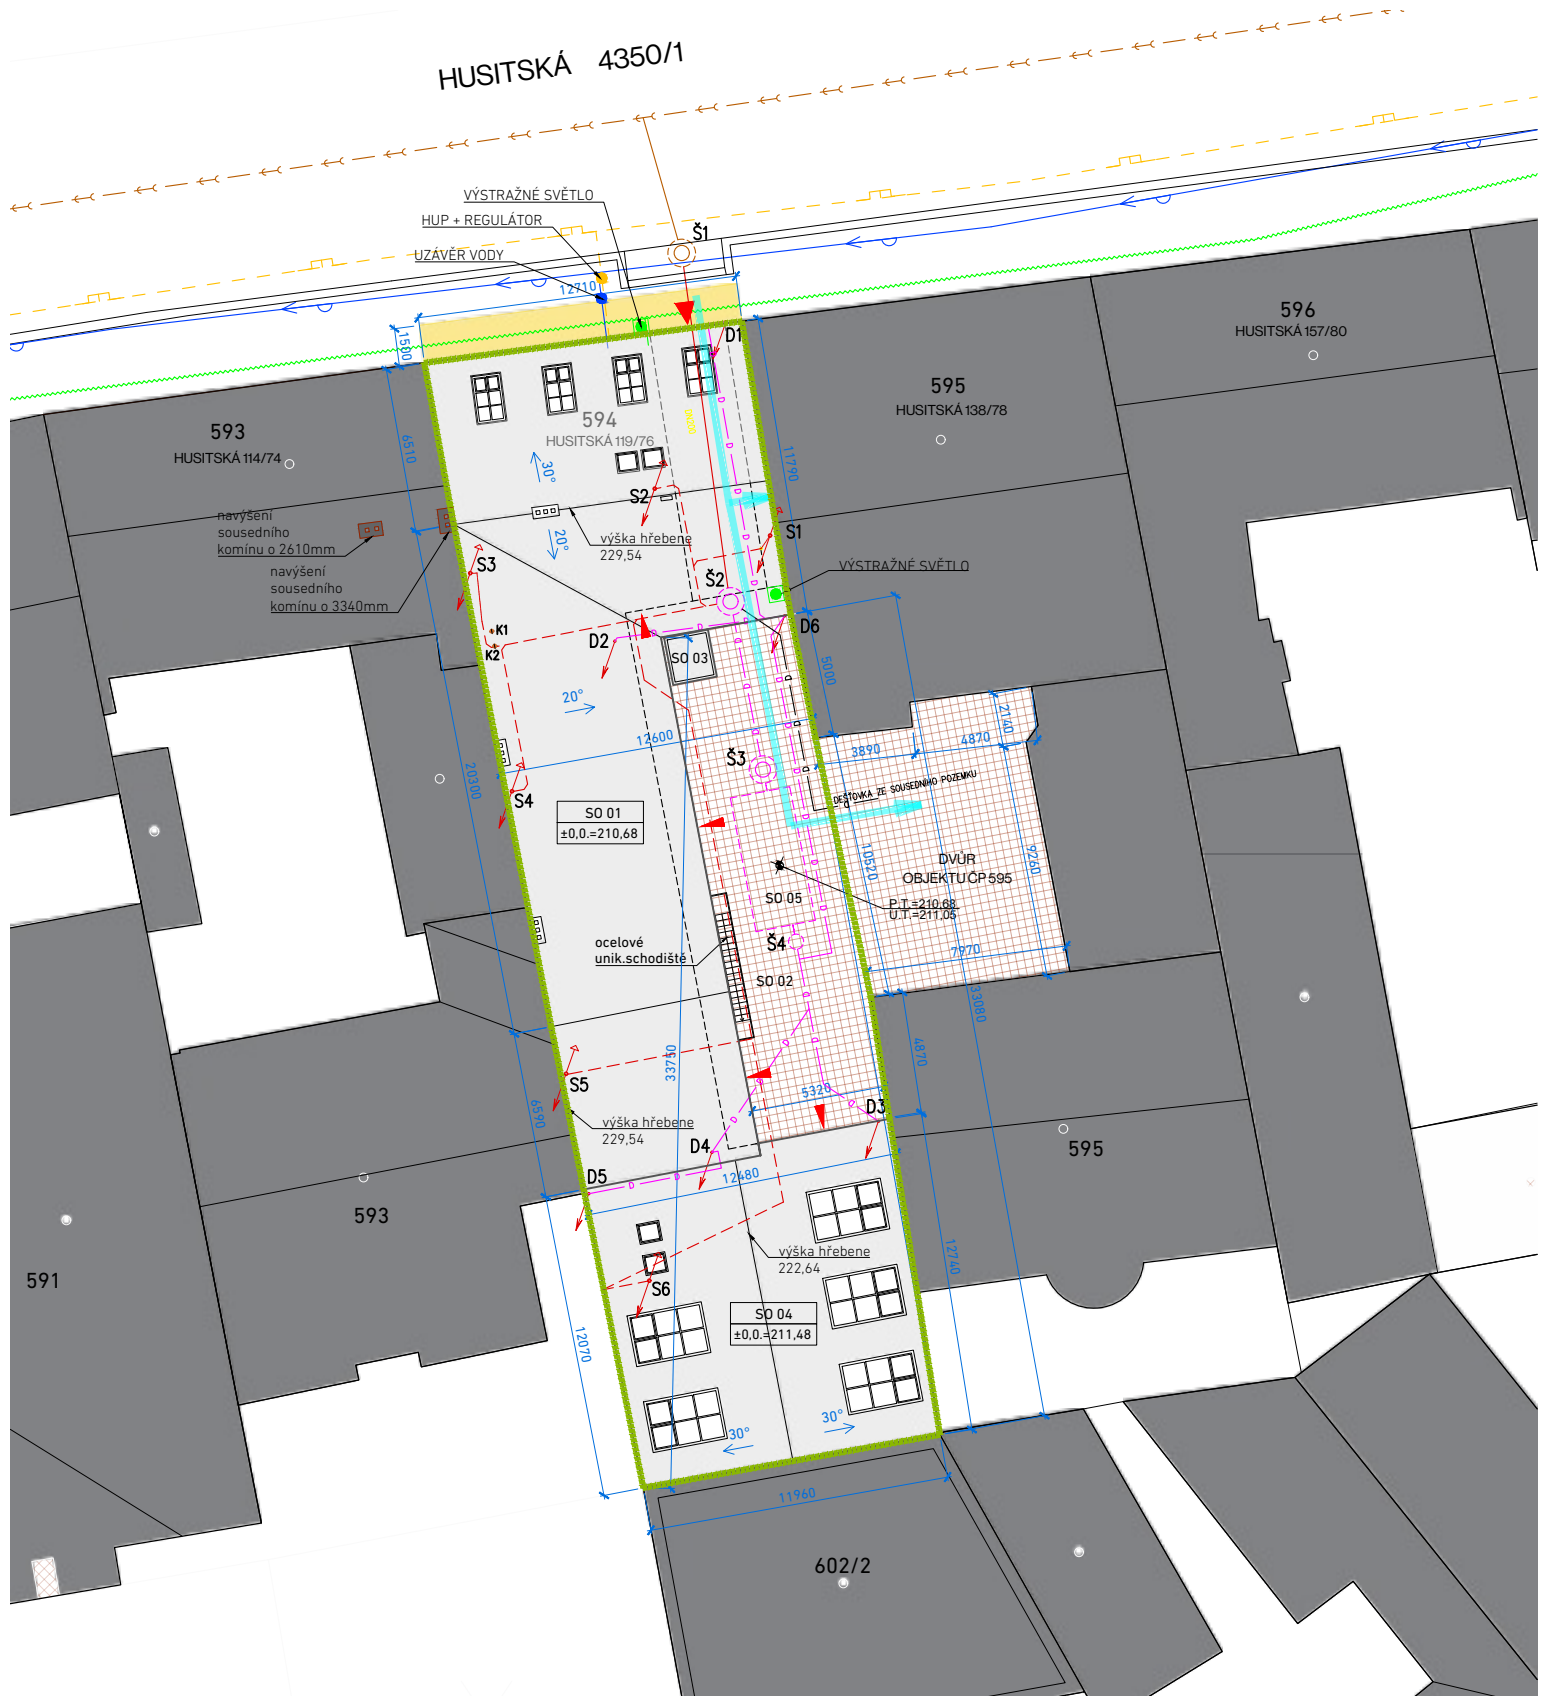 HUSITSKÁ 4350/1
VÝSTRAŽNÉ SVĚTLO
HUP + REGULÁTOR
UZÁVĚR VODY
Š1
12710
1500
D1
596
HUSITSKÁ 157/80
595
HUSITSKÁ 138/78
593
HUSITSKÁ 114/74
594
HUSITSKÁ 119/76
6510
11790
30°
S2
20°
výška hřebene
229,54
S1
navýšení
sousedního
komínu o 2610mm
navýšení
sousedního
komínu o 3340mm
S3
VÝSTRAŽNÉ SVĚTLO
Š2
K1
K2
D2
D6
SO 03
5000
20°
12600
2140
3890
4870
Š3
20300
S4
SO 01
±0,0.=210,68
DEŠŤOVKA ZE SOUSEDNÍHO POZEMKU
DVŮR
OBJEKTU ČP 595
10520
9260
SO 05
P.T.=210,68
U.T.=211,05
ocelové
unik.schodiště
Š4
7970
SO 02
33080
4870
33750
S5
5320
6590
výška hřebene
229,54
D3
D4
595
D5
12480
593
591
výška hřebene
222,64
12740
S6
SO 04
±0,0.=211,48
12070
30°
30°
11960
602/2